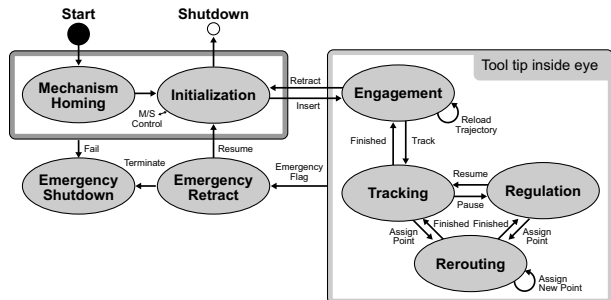 Start
Shutdown
Tool tip inside eye
Mechanism
Homing
Initialization
M/S
Control
Retract
Insert
Engagement
Reload
Trajectory
Fail
Terminate
Resume
Emergency
Flag
Finished
Track
Emergency
Shutdown
Emergency
Retract
Tracking
Resume
Pause
Regulation
Assign
Point
Finished
Finished
Assign
Point
Rerouting
Assign
New Point